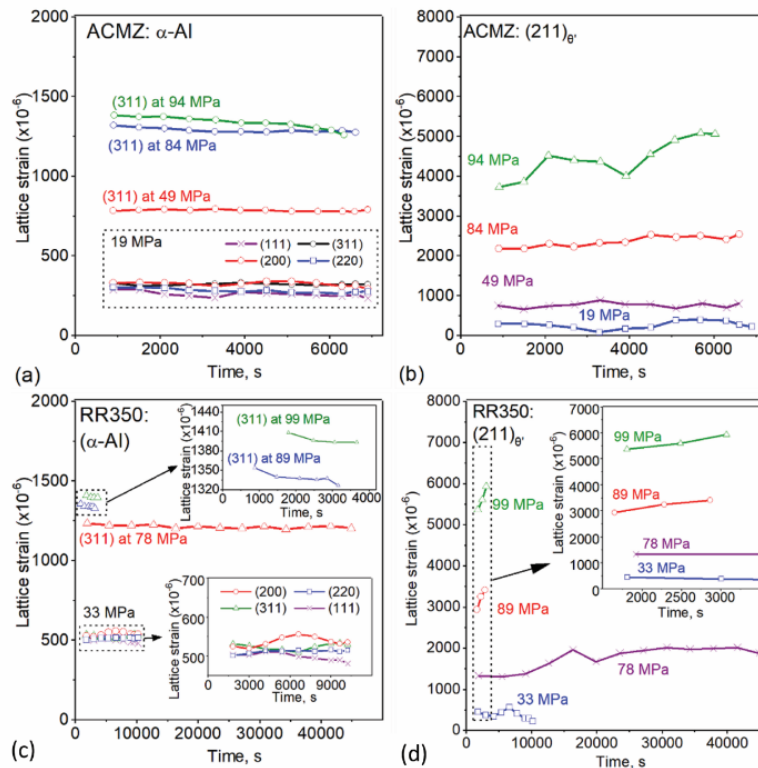 ACMZ: α-Al
2000
1500
1000
500
0
Lattice strain (x10⁻⁶)
(311) at 94 MPa
(311) at 84 MPa
(311) at 49 MPa
19 MPa
(111)
(311)
(200)
(220)
0
2000
4000
6000
Time, s
(a)
ACMZ: (211)θ'
8000
7000
6000
5000
4000
3000
2000
1000
0
Lattice strain (x10⁻⁶)
94 MPa
84 MPa
49 MPa
19 MPa
0
2000
4000
6000
Time, s
(b)
RR350:
(α-Al)
2000
1500
1000
500
0
Lattice strain (x10⁻⁶)
1440
1410
1380
1350
1320
Lattice strain (x10⁻⁶)
(311) at 99 MPa
(311) at 89 MPa
0
1000
2000
3000
4000
Time, s
(311) at 78 MPa
33 MPa
700
600
500
400
Lattice strain (x10⁻⁶)
(200)
(220)
(311)
(111)
0
3000
6000
9000
Time, s
0
10000
20000
30000
40000
Time, s
(c)
RR350:
(211)θ'
8000
7000
6000
5000
4000
3000
2000
1000
0
Lattice strain (x10⁻⁶)
7000
6000
5000
4000
3000
2000
1000
0
Lattice strain (x10⁻⁶)
99 MPa
89 MPa
78 MPa
33 MPa
2000
2500
3000
Time, s
99 MPa
89 MPa
78 MPa
33 MPa
0
10000
20000
30000
40000
Time, s
(d)